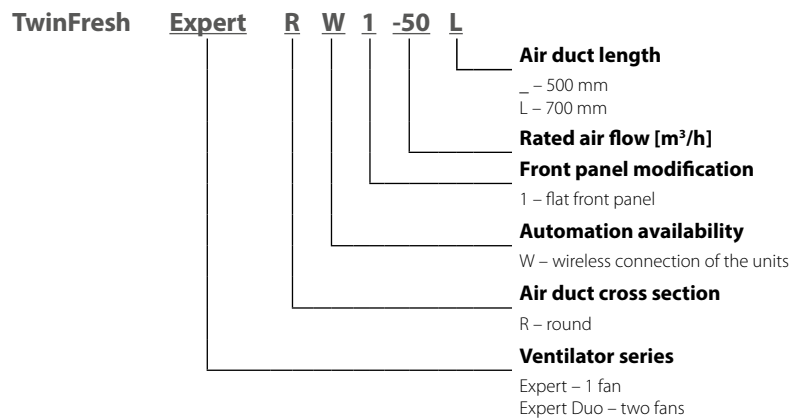 TwinFresh Expert R W 1 -50 L
Air duct length
_ – 500 mm
L – 700 mm
Rated air flow [m³/h]
Front panel modification
1 – flat front panel
Automation availability
W – wireless connection of the units
Air duct cross section
R – round
Ventilator series
Expert – 1 fan
Expert Duo – two fans